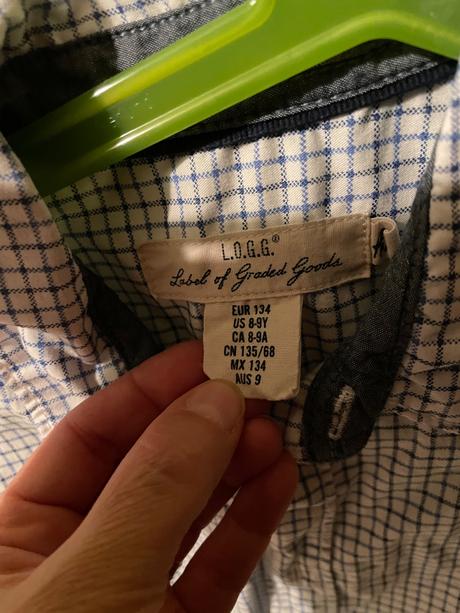 L.O.G.G.®
Label of Graded Goods
EUR 134
US 8-9Y
CA 8-9A
CN 135/68
MX 134
AUS 9